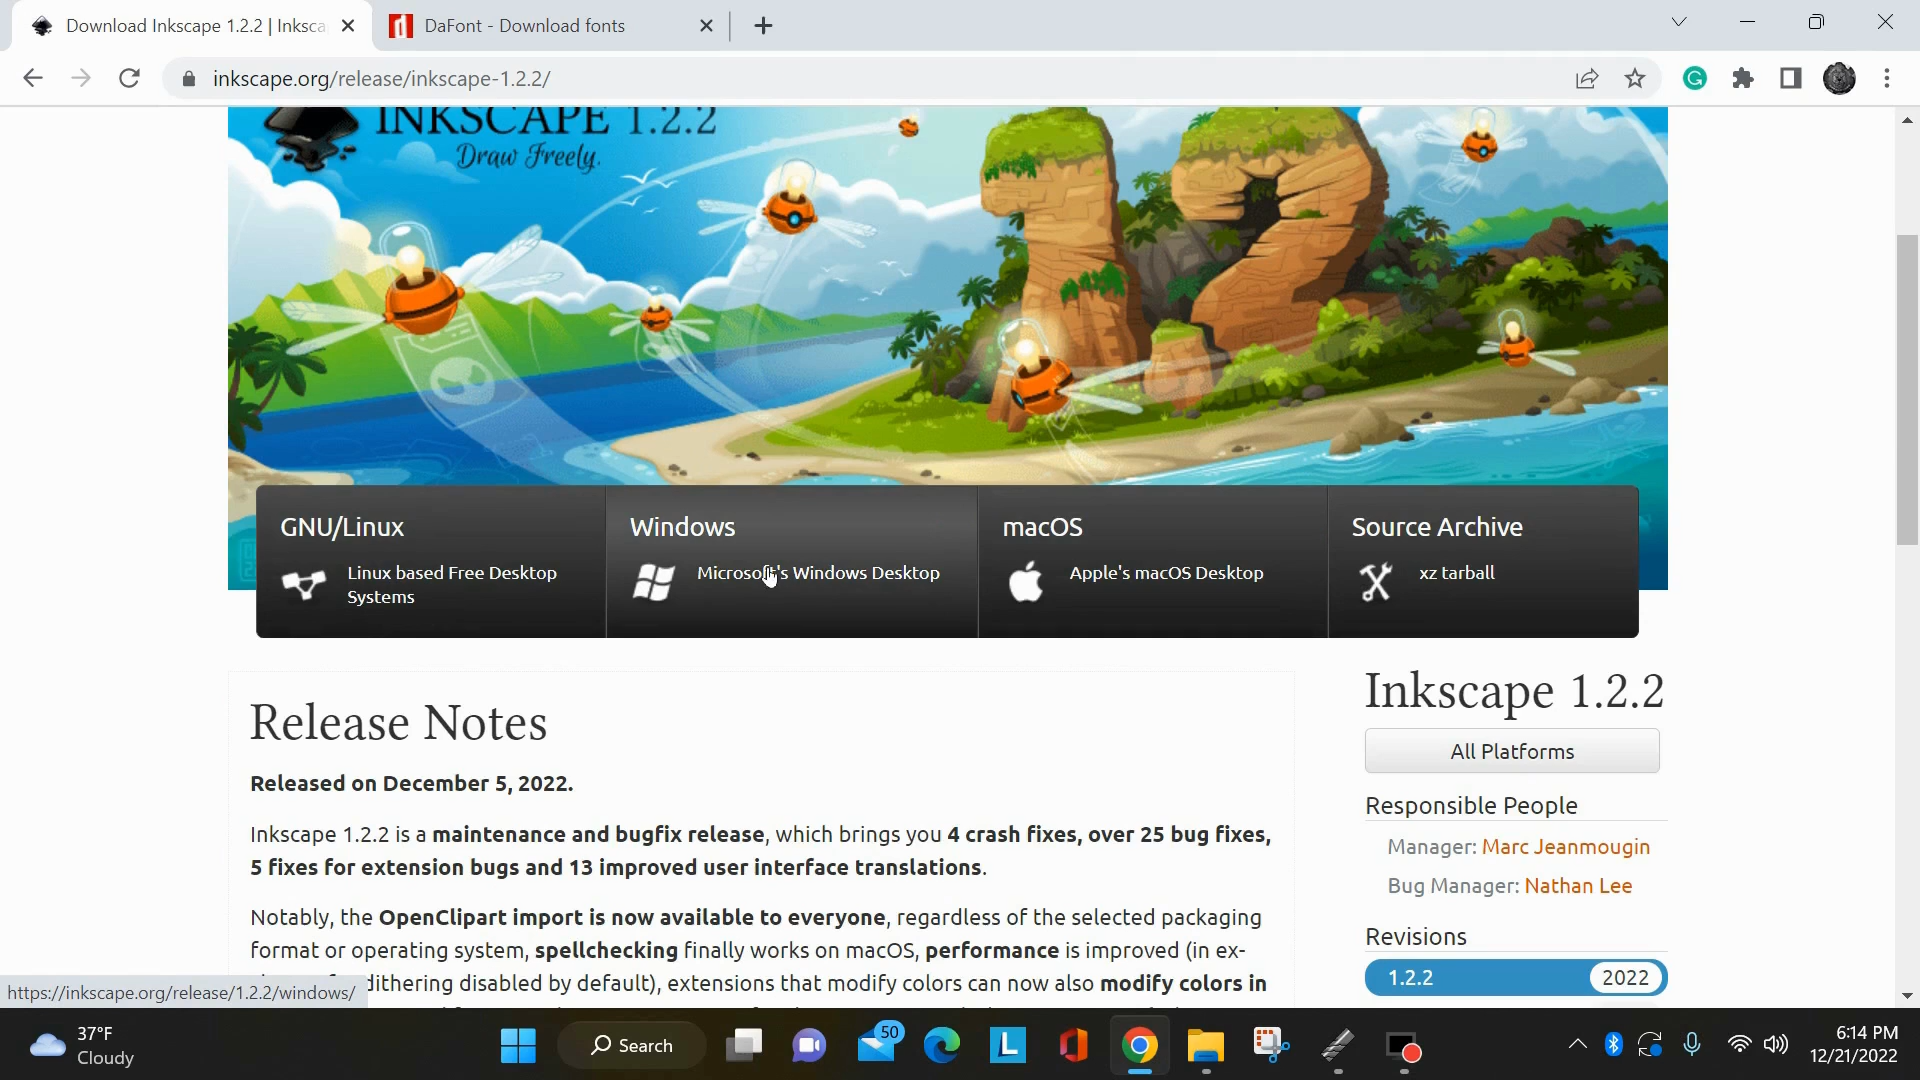 Download Inkscape 1.2.2 | Inksca
DaFont - Download fonts
inkscape.org/release/inkscape-1.2.2/
INKSCAPE 1.2.2
Draw Freely.
GNU/Linux
Linux based Free Desktop
Systems
Windows
Microsoft's Windows Desktop
macOS
Apple's macOS Desktop
Source Archive
xz tarball
Release Notes
Released on December 5, 2022.
Inkscape 1.2.2 is a maintenance and bugfix release, which brings you 4 crash fixes, over 25 bug fixes,
5 fixes for extension bugs and 13 improved user interface translations.
Notably, the OpenClipart import is now available to everyone, regardless of the selected packaging
format or operating system, spellchecking finally works on macOS, performance is improved (in ex-
dithering disabled by default), extensions that modify colors can now also modify colors in
Inkscape 1.2.2
All Platforms
Responsible People
Manager: Marc Jeanmougin
Bug Manager: Nathan Lee
Revisions
1.2.2 2022
https://inkscape.org/release/1.2.2/windows/
37°F
Cloudy
Search
50
L
6:14 PM
12/21/2022